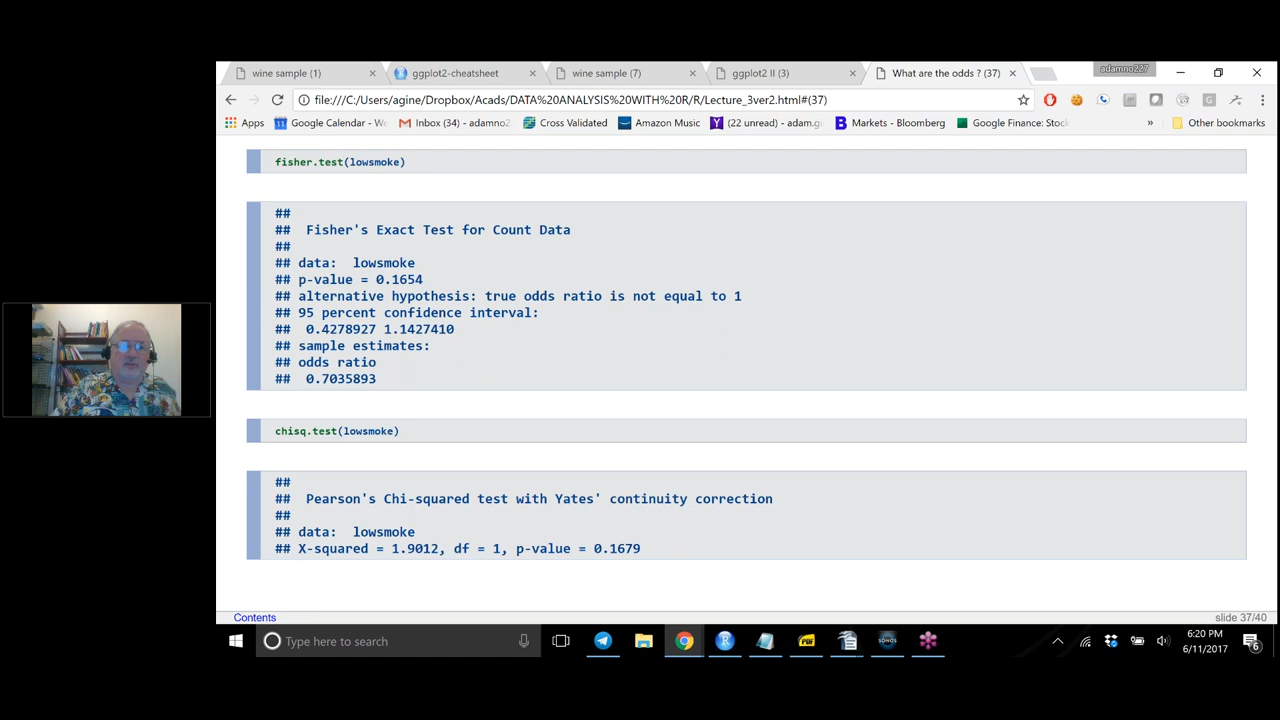 wine sample (1)
ggplot2-cheatsheet
wine sample (7)
ggplot2 II (3)
What are the odds ? (37)
adamno227
file:///C:/Users/agine/Dropbox/Acads/DATA%20ANALYSIS%20WITH%20R/R/Lecture_3ver2.html#(37)
Apps
Google Calendar - We
Inbox (34) - adamno2
Cross Validated
Amazon Music
(22 unread) - adam.g
Markets - Bloomberg
Google Finance: Stock
»
Other bookmarks
fisher.test(lowsmoke)
##
## Fisher's Exact Test for Count Data
##
## data: lowsmoke
## p-value = 0.1654
## alternative hypothesis: true odds ratio is not equal to 1
## 95 percent confidence interval:
## 0.4278927 1.1427410
## sample estimates:
## odds ratio
## 0.7035893
chisq.test(lowsmoke)
##
## Pearson's Chi-squared test with Yates' continuity correction
##
## data: lowsmoke
## X-squared = 1.9012, df = 1, p-value = 0.1679
Contents
slide 37/40
Type here to search
PDF
SONOS
6:20 PM
6/11/2017
6